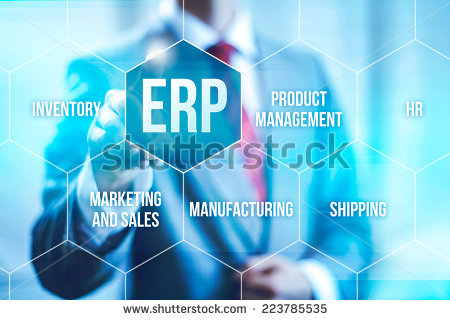 INVENTORY
ERP
PRODUCT
MANAGEMENT
HR
MARKETING
AND SALES
MANUFACTURING
SHIPPING
shutterstock
www.shutterstock.com · 223785535